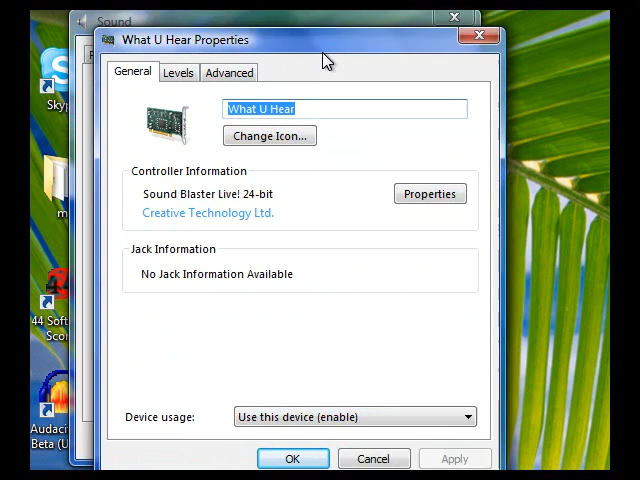 Sound
What U Hear Properties
General
Levels
Advanced
What U Hear
Change Icon...
Controller Information
Sound Blaster Live! 24-bit
Properties
Creative Technology Ltd.
Jack Information
No Jack Information Available
Device usage:
Use this device (enable)
OK
Cancel
Apply
Sky
m
44 Soft
Scor
Audaci
Beta (U